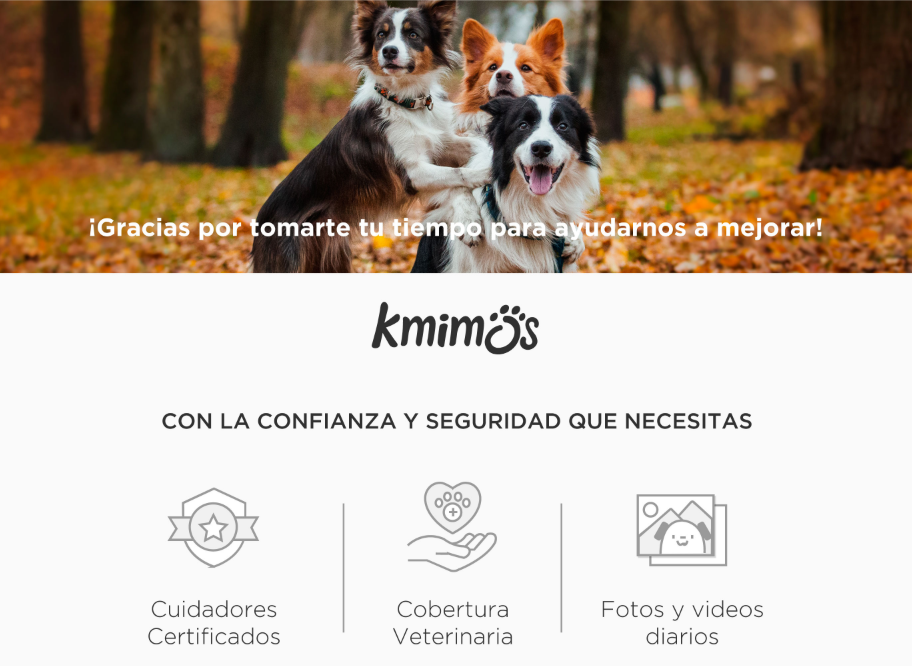 ¡Gracias por tomarte tu tiempo para ayudarnos a mejorar!
kmimos
CON LA CONFIANZA Y SEGURIDAD QUE NECESITAS
Cuidadores
Certificados
Cobertura
Veterinaria
Fotos y videos
diarios